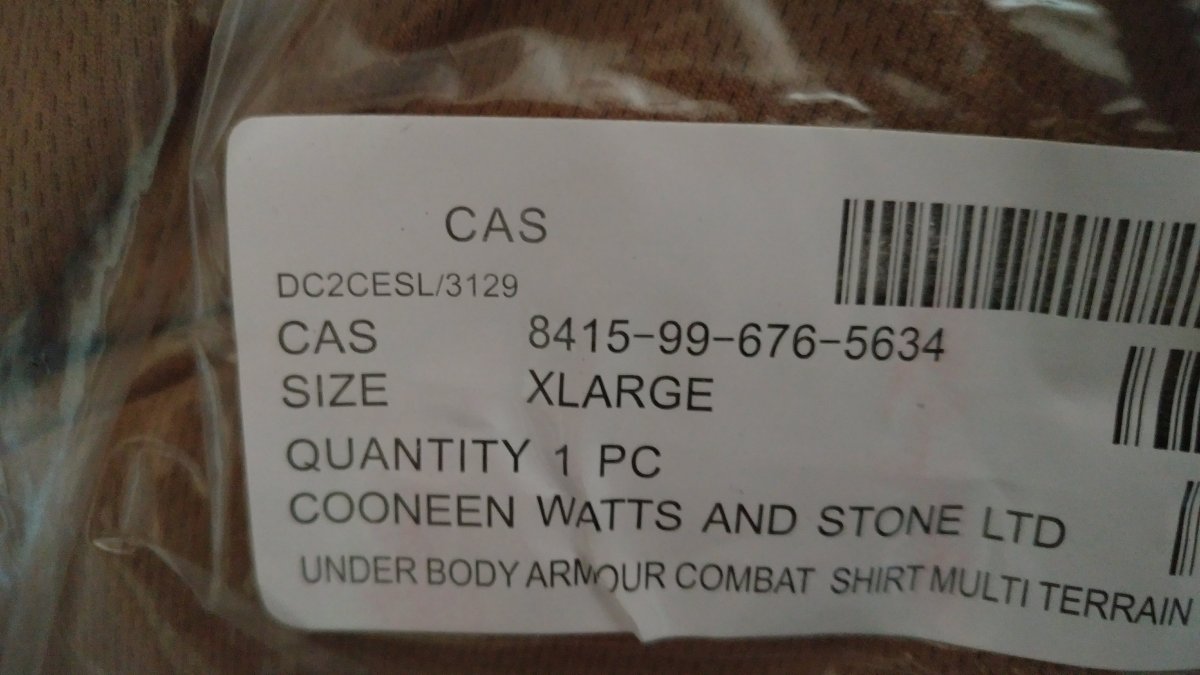 CAS
DC2CESL/3129
CAS 8415-99-676-5634
SIZE XLARGE
QUANTITY 1 PC
COONEEN WATTS AND STONE LTD
UNDER BODY ARMOUR COMBAT SHIRT MULTI TERRAIN